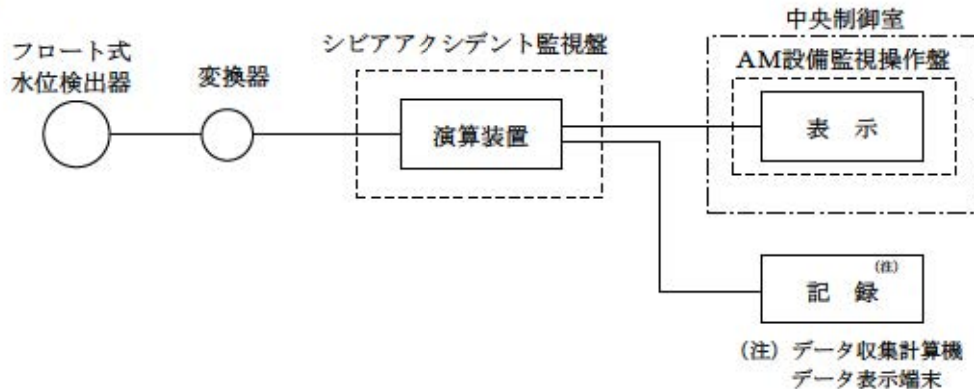 中央制御室
フロート式
水位検出器
変換器
シビアアクシデント監視盤
AM設備監視操作盤
演算装置
表 示
記 録(注)
(注) データ収集計算機
データ表示端末